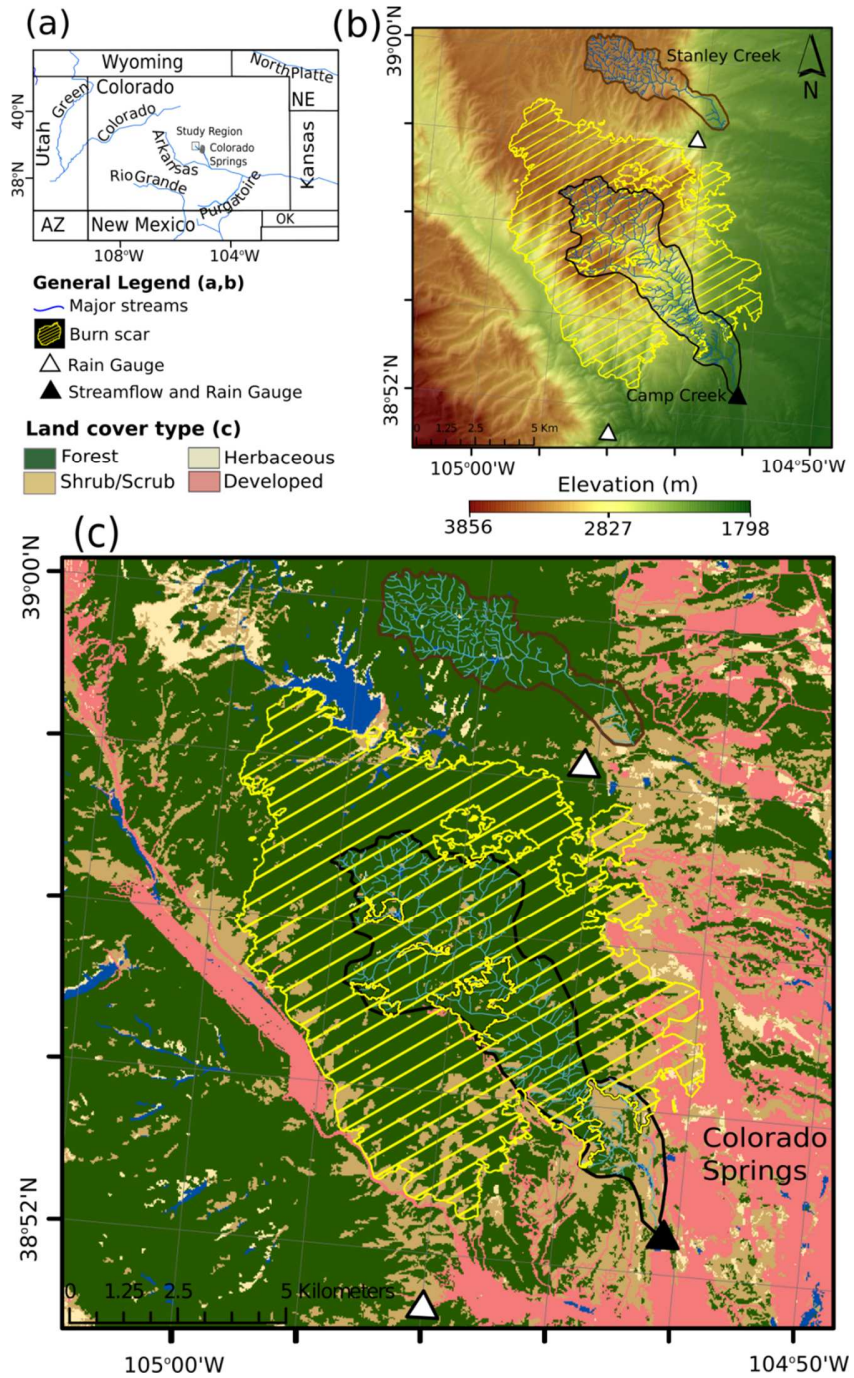 (a)
Wyoming
North Platte
Green
Colorado
NE
Colorado
40°N
Utah
Study Region
Colorado
Springs
Arkansas
Kansas
38°N
Rio Grande
Purgatoire
AZ
New Mexico
OK
108°W
104°W
General Legend (a,b)
Major streams
Burn scar
Rain Gauge
Streamflow and Rain Gauge
Land cover type (c)
Forest
Herbaceous
Shrub/Scrub
Developed
(b)
39°00'N
Stanley Creek
N
38°52'N
Camp Creek
0 1.25 2.5 5 Km
105°00'W
104°50'W
Elevation (m)
3856
2827
1798
(c)
39°00'N
Colorado
Springs
38°52'N
0 1.25 2.5 5 Kilometers
105°00'W
104°50'W